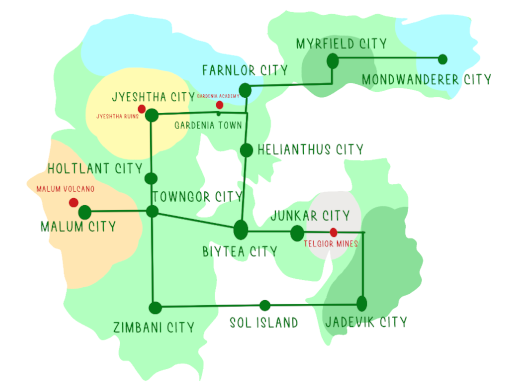 MYRFIELD CITY
FARNLOR CITY
MONDWANDERER CITY
JYESHTHA CITY
GARDENIA ACADEMY
JYESHTHA RUINS
GARDENIA TOWN
HELIANTHUS CITY
HOLTLANT CITY
MALUM VOLCANO
TOWNGOR CITY
MALUM CITY
JUNKAR CITY
TELGIOR MINES
BIYTEA CITY
ZIMBANI CITY
SOL ISLAND
JADEVIK CITY